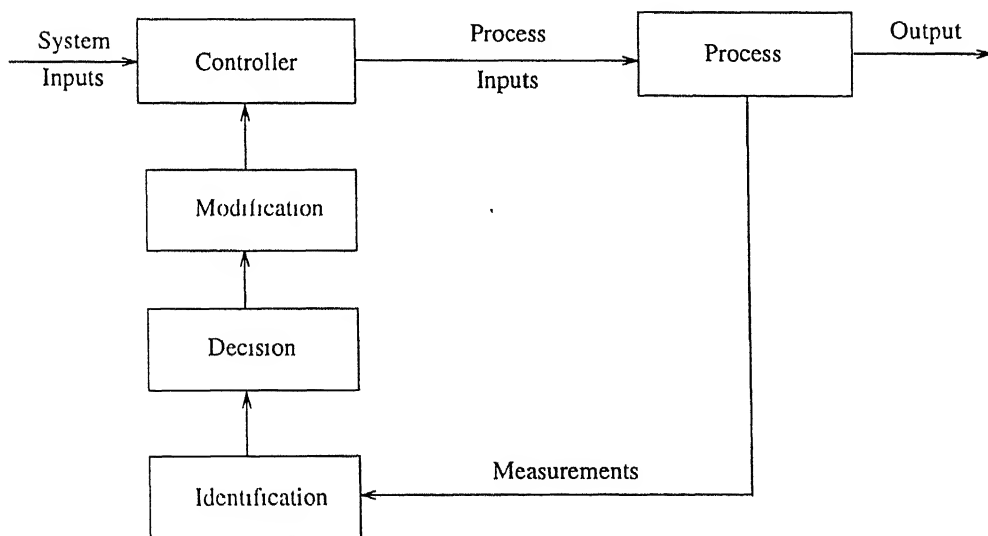 System
Inputs
Controller
Process
Inputs
Process
Output
Modification
Decision
Identification
Measurements